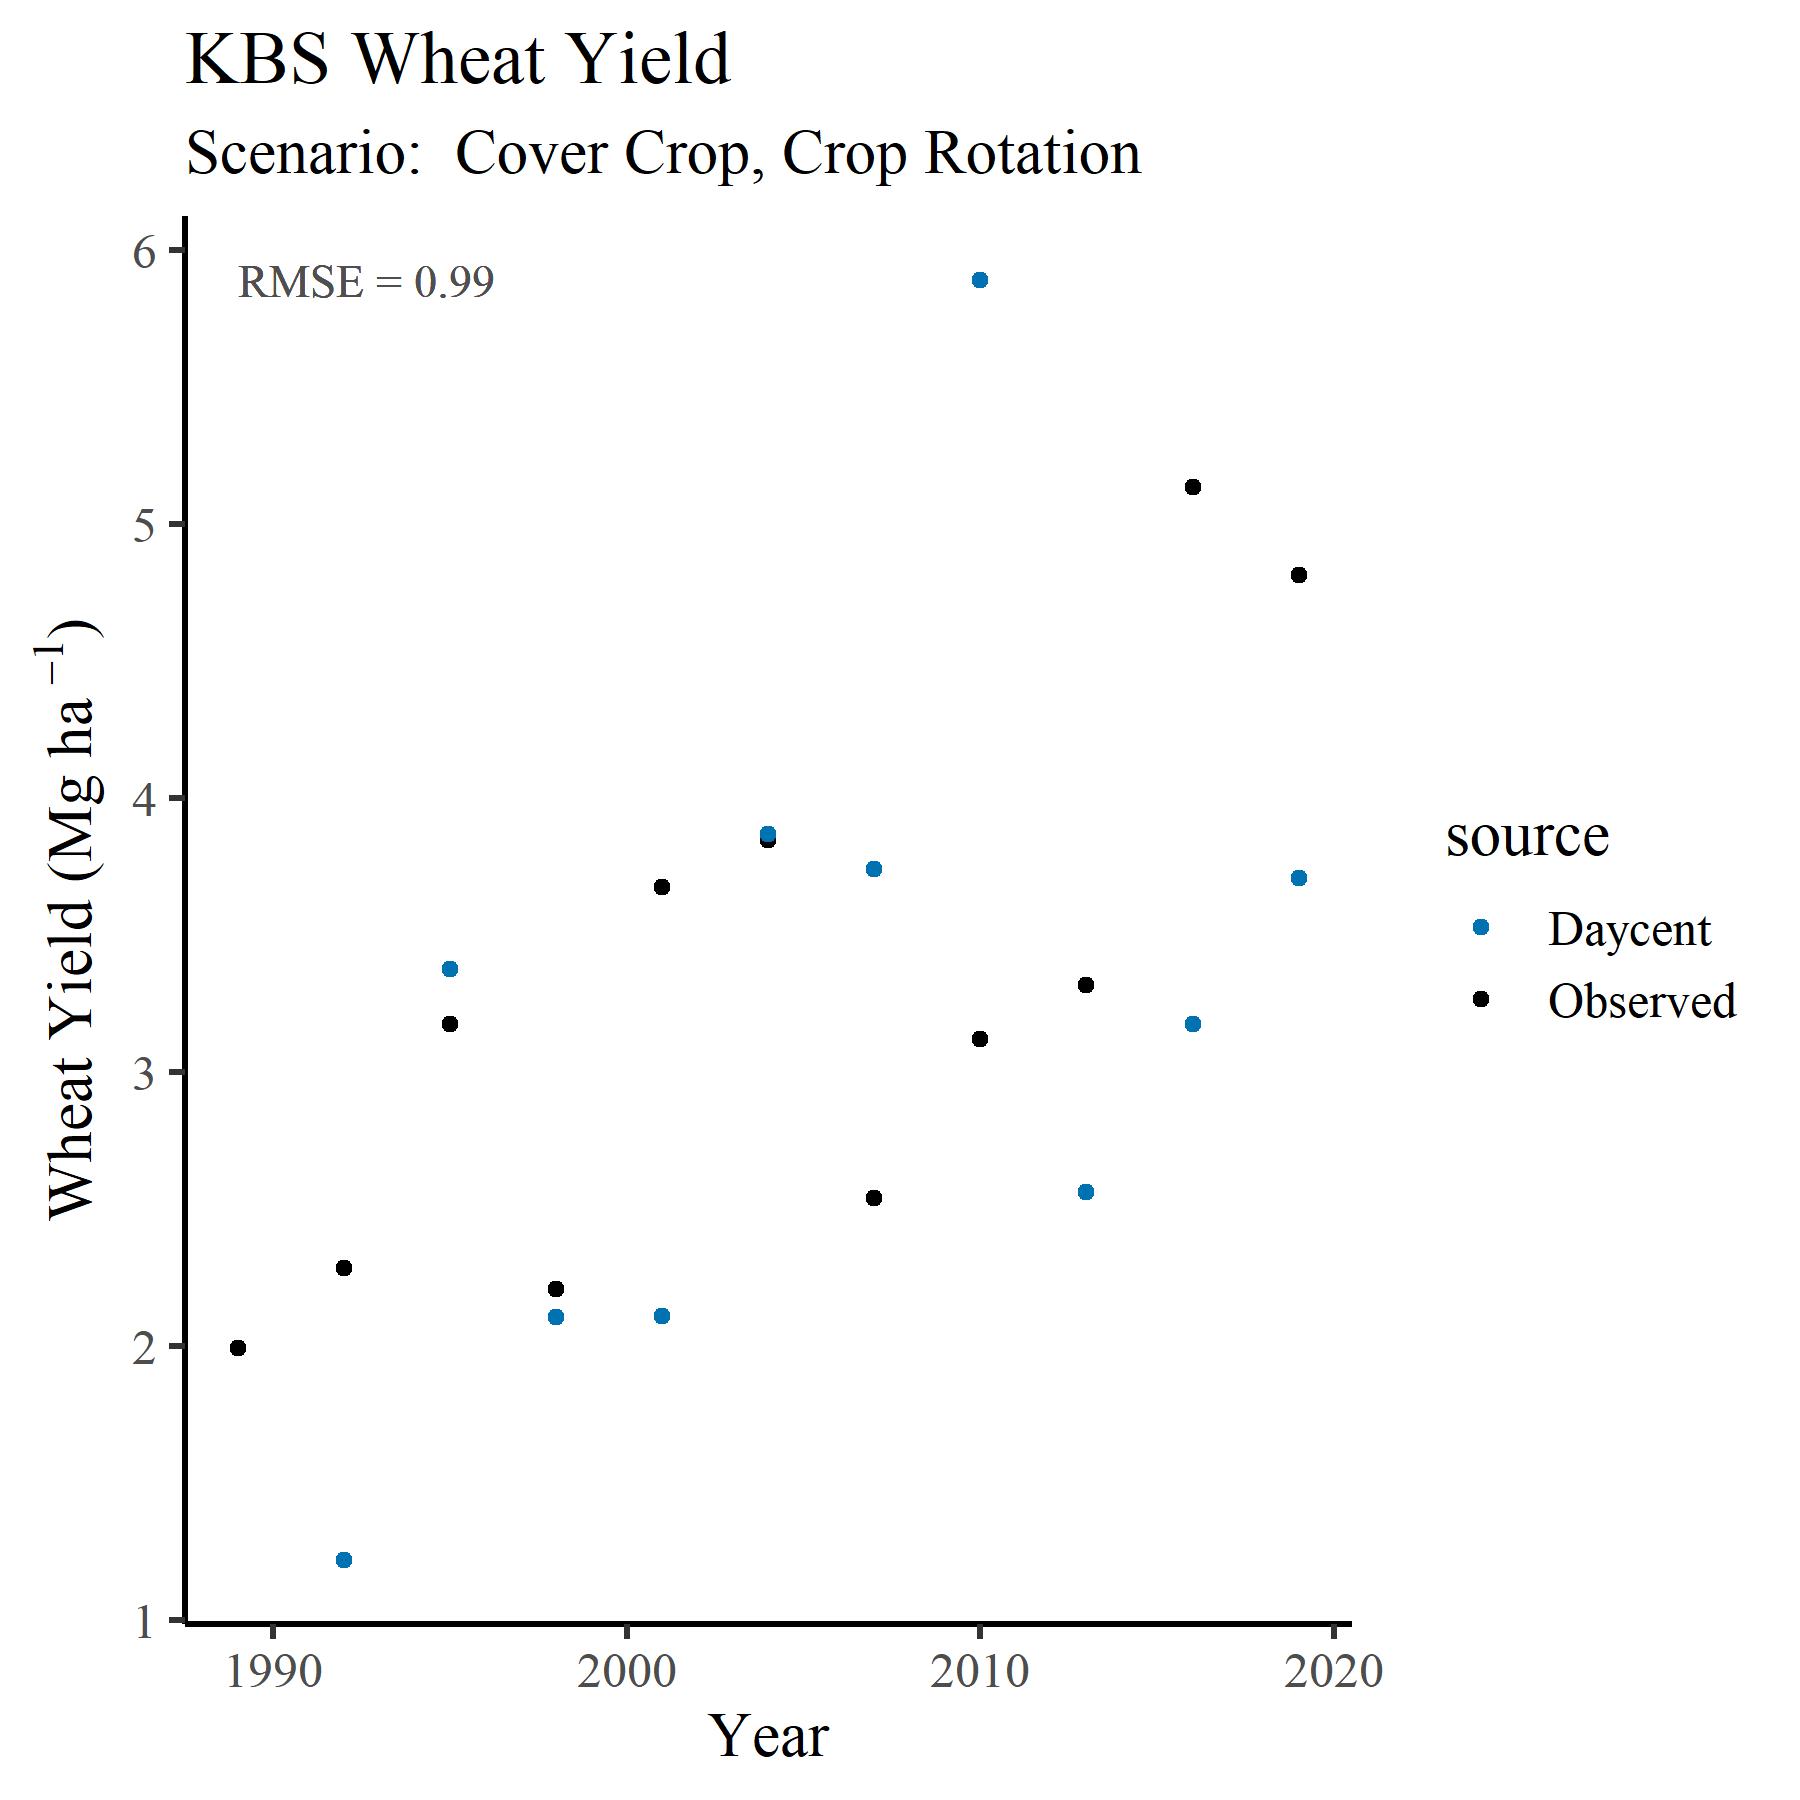 KBS Wheat Yield
Scenario:  Cover Crop, Crop Rotation
RMSE = 0.99
6
5
4
3
2
1
Wheat Yield (Mg ha ⁻¹)
1990
2000
2010
2020
Year
source
Daycent
Observed